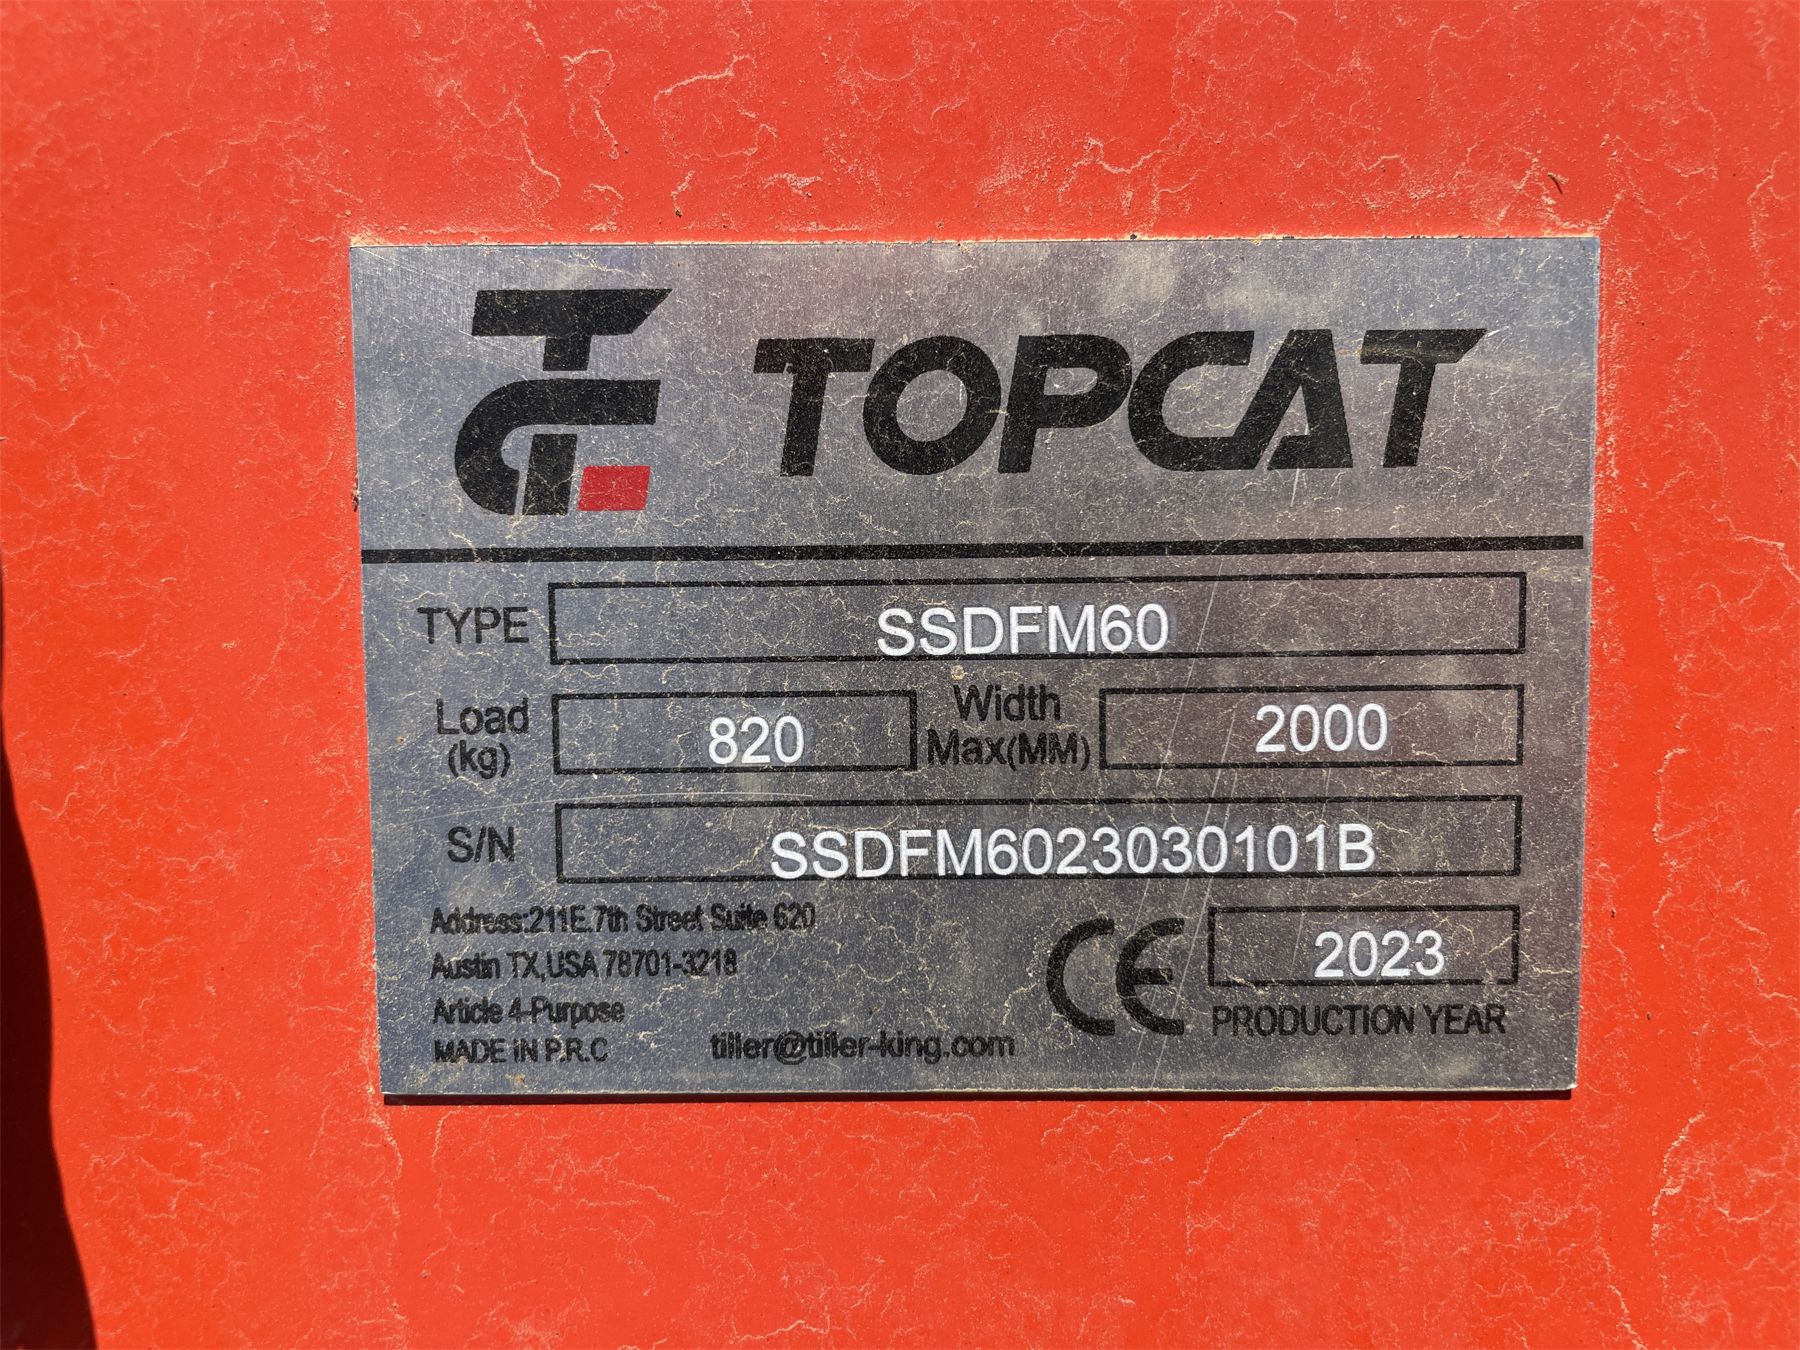 TOPCAT
TYPE SSDFM60
Load (kg) 820 Width Max(MM) 2000
S/N SSDFM6023030101B
Address:211E.7th Street Suite 620
Austin TX,USA 78701-3218
Article 4-Purpose
MADE IN P.R.C
tiller@tiller-king.com
CE 2023
PRODUCTION YEAR